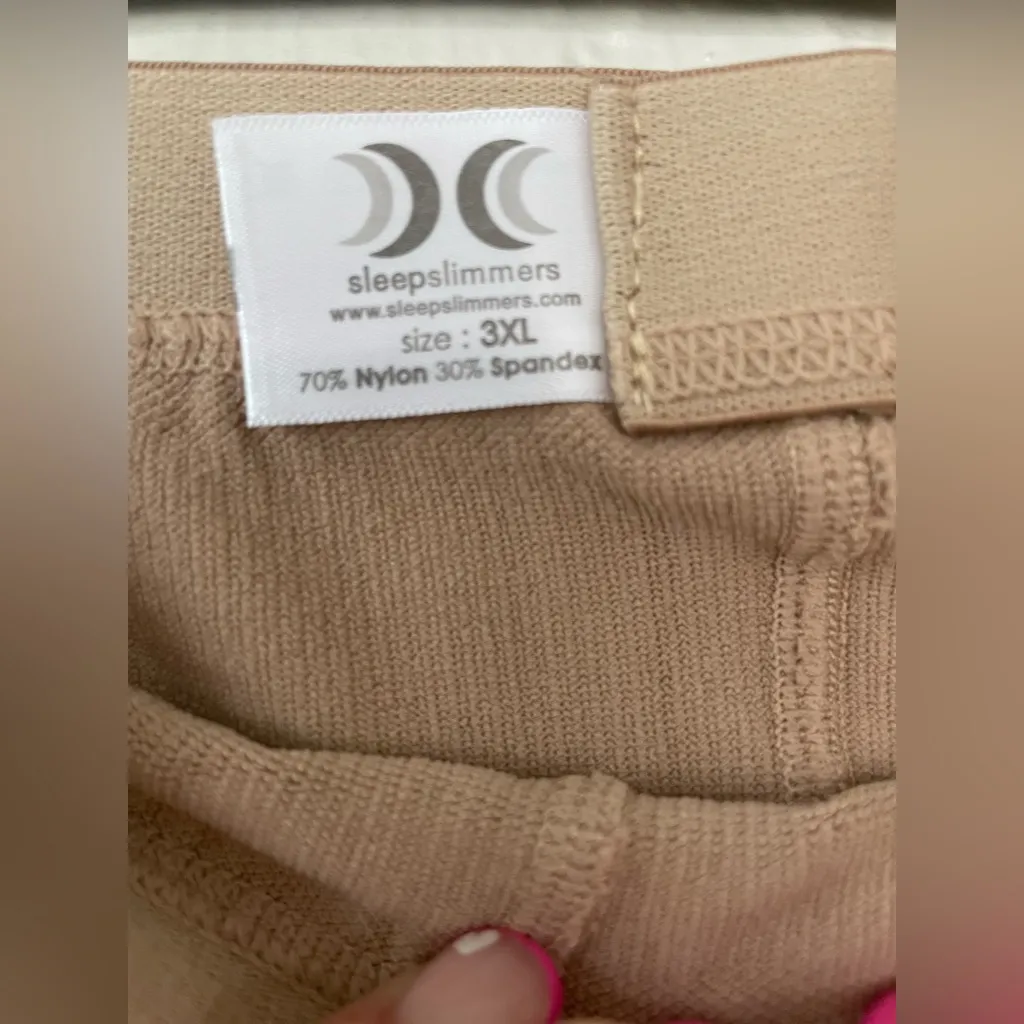 sleepslimmers
www.sleepslimmers.com
size : 3XL
70% Nylon 30% Spandex